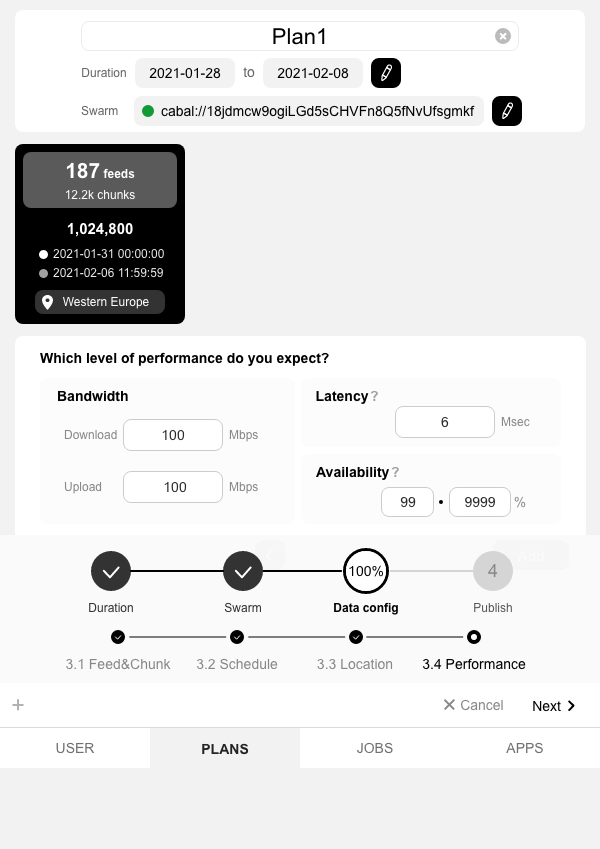 Plan1
Duration 2021-01-28 to 2021-02-08
Swarm cabal://18jdmcw9ogiLGd5sCHVFn8Q5fNvUfsgmkf
187 feeds
12.2k chunks
1,024,800
2021-01-31 00:00:00
2021-02-06 11:59:59
Western Europe
Which level of performance do you expect?
Bandwidth
Download 100 Mbps
Upload 100 Mbps
Latency ?
6 Msec
Availability ?
99 • 9999 %
100% 4
Duration Swarm Data config Publish
3.1 Feed&Chunk 3.2 Schedule 3.3 Location 3.4 Performance
+ Cancel Next
USER PLANS JOBS APPS